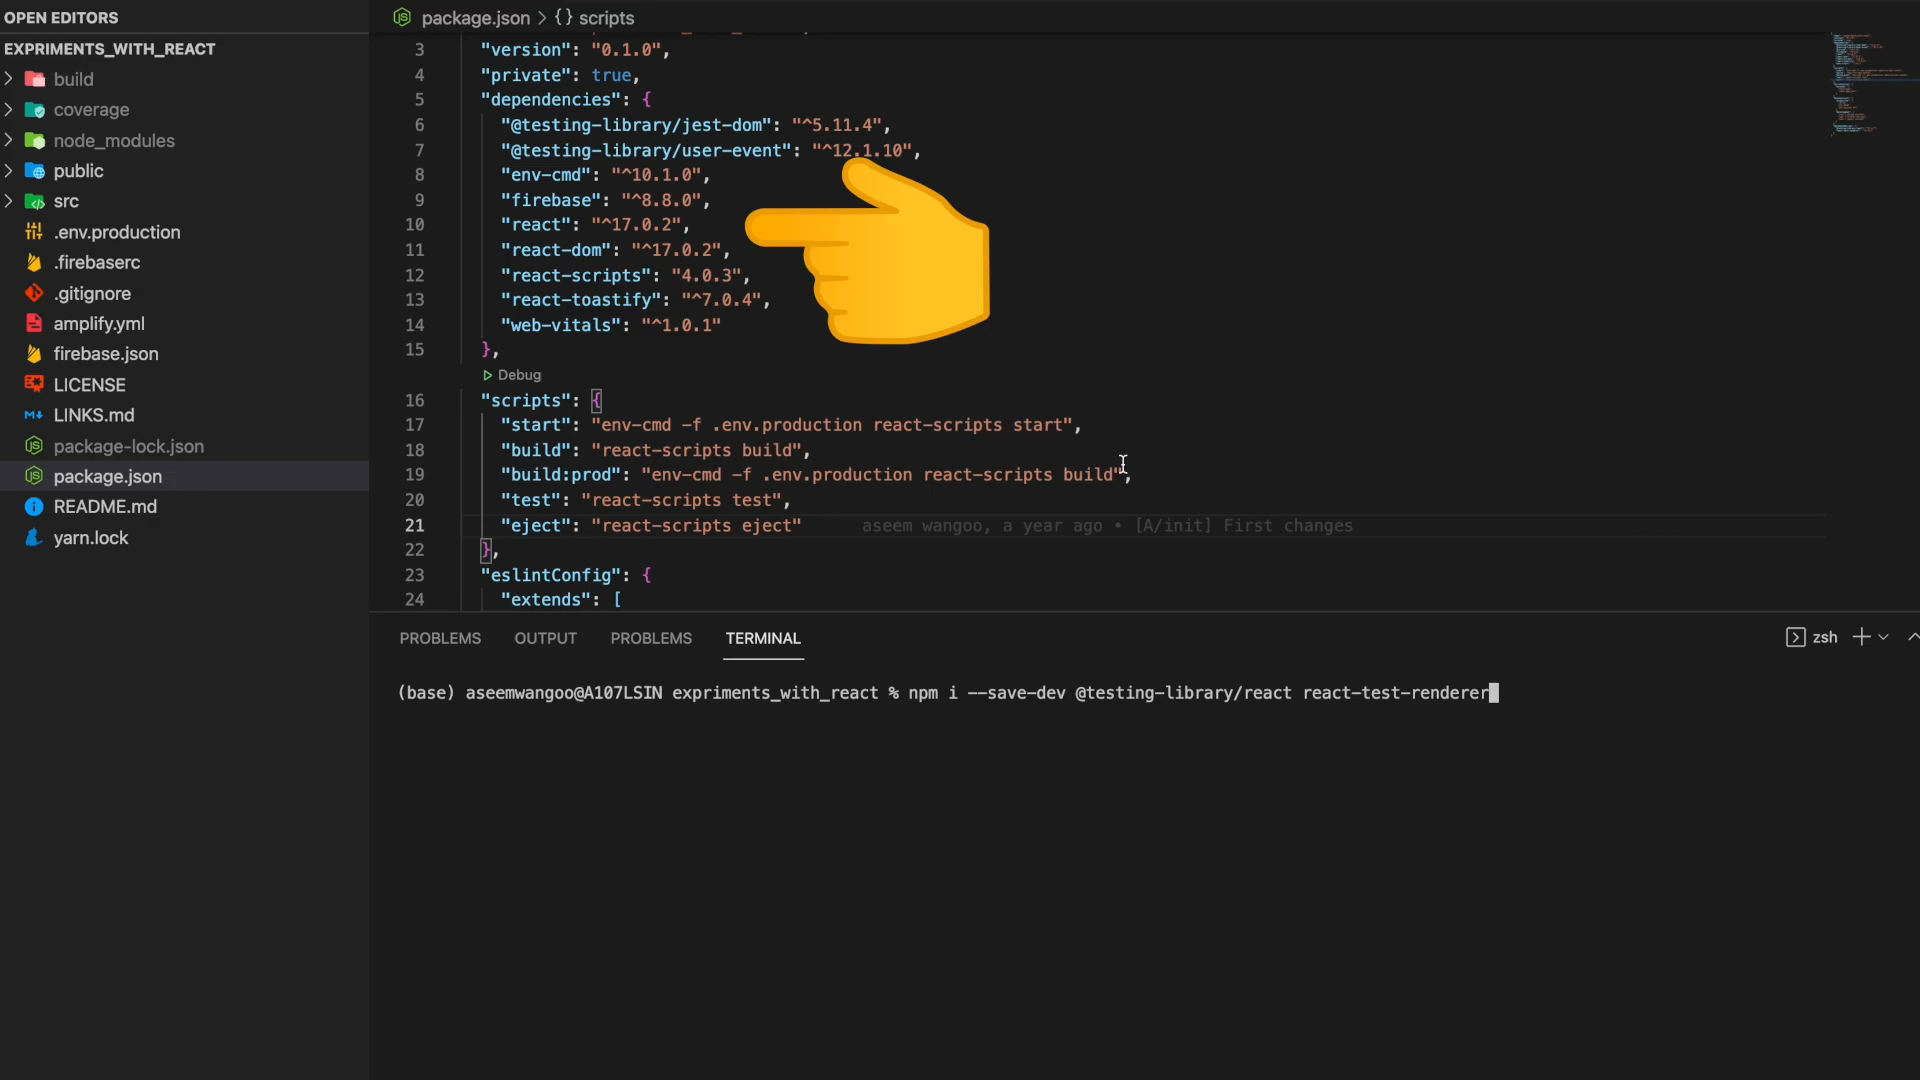 OPEN EDITORS
EXPRIMENTS_WITH_REACT
build
coverage
node_modules
public
src
.env.production
.firebaserc
.gitignore
amplify.yml
firebase.json
LICENSE
LINKS.md
package-lock.json
package.json
README.md
yarn.lock
package.json > {} scripts
3 "version": "0.1.0",
4 "private": true,
5 "dependencies": {
6 "@testing-library/jest-dom": "^5.11.4",
7 "@testing-library/user-event": "^12.1.10",
8 "env-cmd": "^10.1.0",
9 "firebase": "^8.8.0",
10 "react": "^17.0.2",
11 "react-dom": "^17.0.2",
12 "react-scripts": "4.0.3",
13 "react-toastify": "^7.0.4",
14 "web-vitals": "^1.0.1"
15 },
Debug
16 "scripts": {
17 "start": "env-cmd -f .env.production react-scripts start",
18 "build": "react-scripts build",
19 "build:prod": "env-cmd -f .env.production react-scripts build",
20 "test": "react-scripts test",
21 "eject": "react-scripts eject" aseem wangoo, a year ago • [A/init] First changes
22 },
23 "eslintConfig": {
24 "extends": [
PROBLEMS OUTPUT PROBLEMS TERMINAL zsh
(base) aseemwangoo@A107LSIN expriments_with_react % npm i --save-dev @testing-library/react react-test-renderer